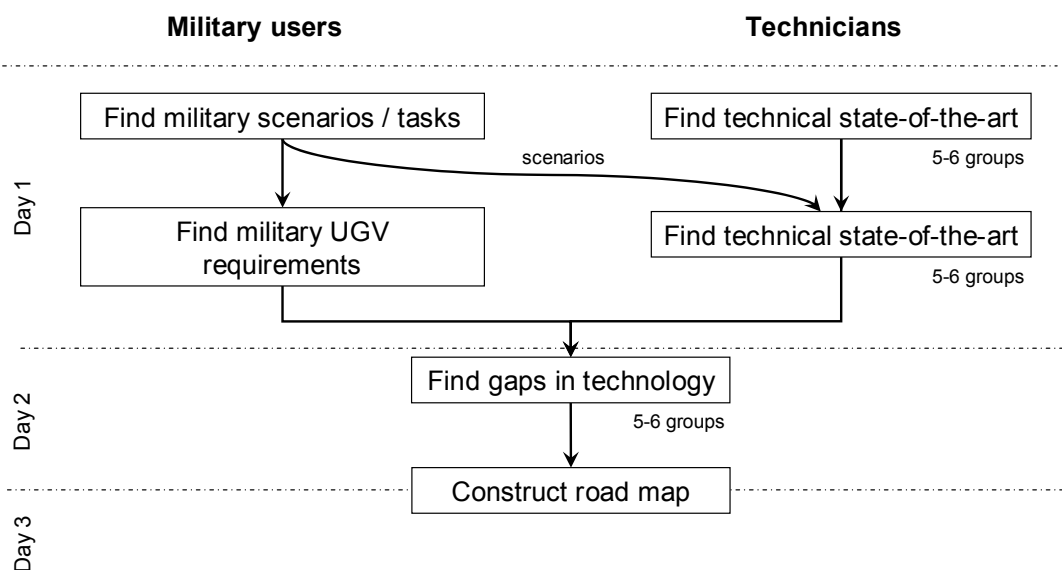 Military users
Technicians
Find military scenarios / tasks
Find technical state-of-the-art
scenarios
5-6 groups
Day 1
Find military UGV
requirements
Find technical state-of-the-art
5-6 groups
Find gaps in technology
Day 2
5-6 groups
Construct road map
Day 3